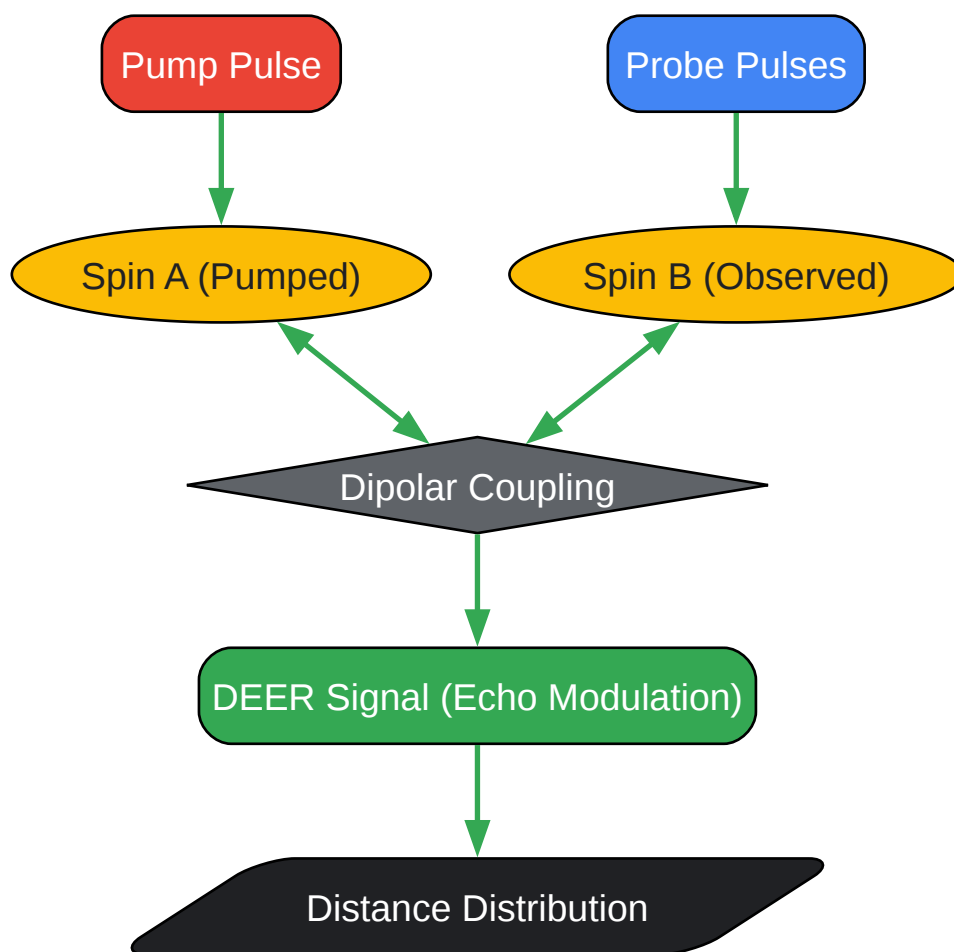 Pump Pulse
Probe Pulses
Spin A (Pumped)
Spin B (Observed)
Dipolar Coupling
DEER Signal (Echo Modulation)
Distance Distribution